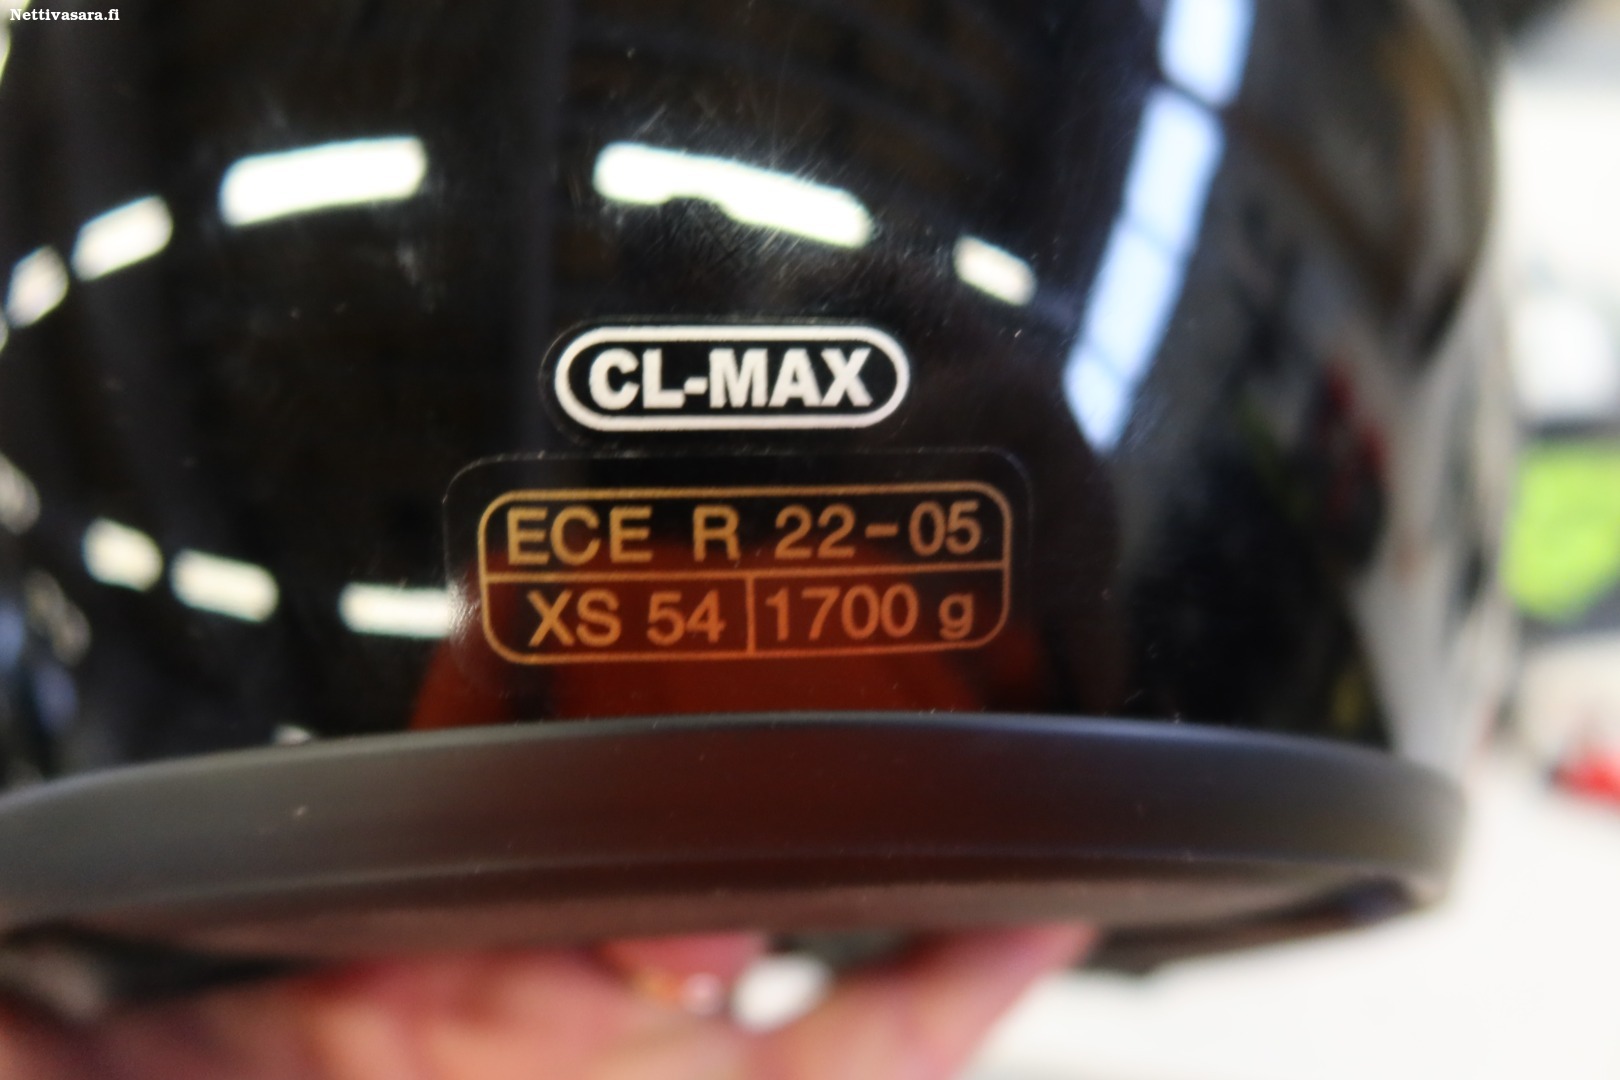 Nettivasara.fi
CL-MAX
ECE R 22-05
XS 54 1700 g